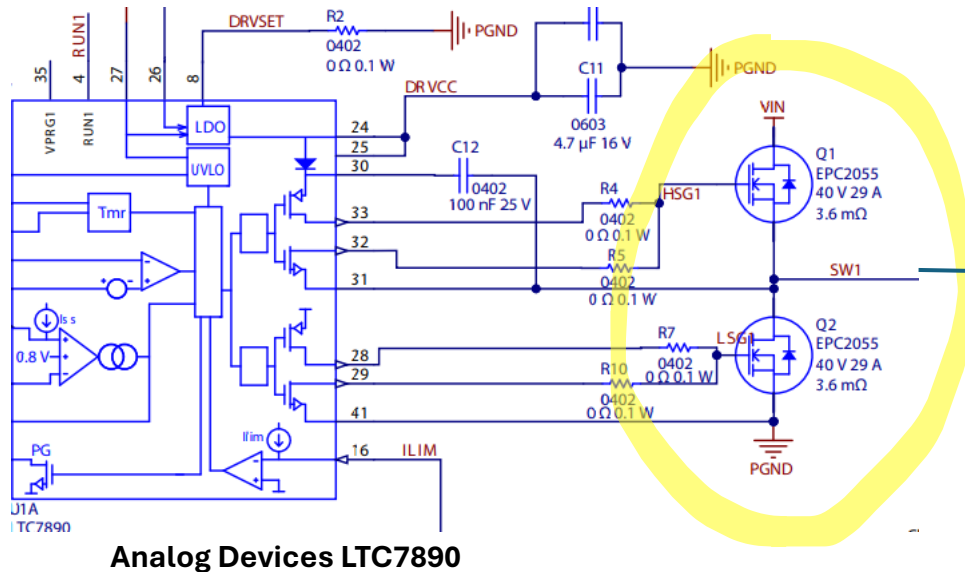 DRVSET
R2
0402
0 Ω 0.1 W
PGND
RUN1
35
4
27
26
8
VPRG1
RUN1
C11
0603
4.7 µF 16 V
PGND
DRVCC
VIN
LDO
24
25
30
C12
0402
100 nF 25 V
UVLO
Q1
EPC2055
40 V 29 A
3.6 mΩ
HSG1
R4
0402
0 Ω 0.1 W
Tmr
33
32
31
R5
0402
0 Ω 0.1 W
SW1
Iss
0.8 V
28
29
41
R7
0402
0 Ω 0.1 W
LSG1
R10
0402
0 Ω 0.1 W
Q2
EPC2055
40 V 29 A
3.6 mΩ
PGND
PG
Ilim
16
ILIM
U1A
LTC7890
Analog Devices LTC7890